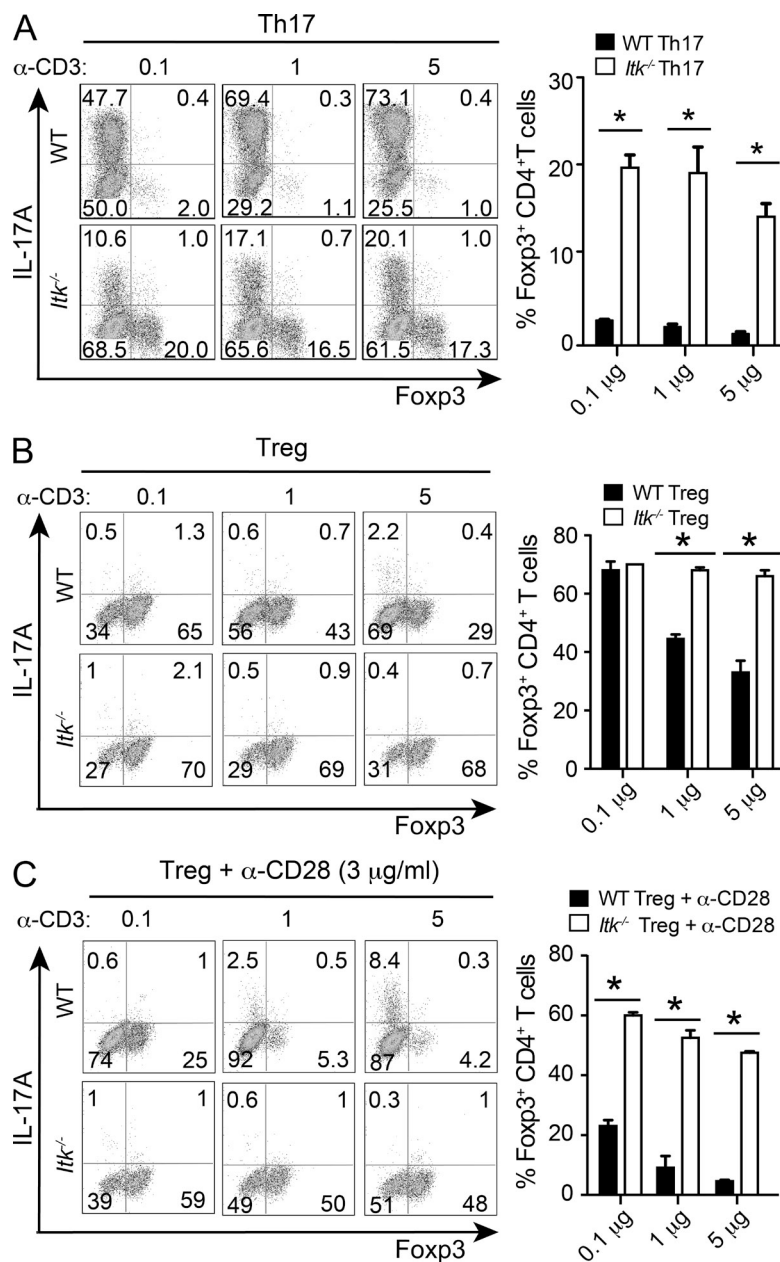 A
Th17
α-CD3: 0.1 1 5
WT
47.7 0.4 69.4 0.3 73.1 0.4
50.0 2.0 29.2 1.1 25.5 1.0
Itk-/-
10.6 1.0 17.1 0.7 20.1 1.0
68.5 20.0 65.6 16.5 61.5 17.3
IL-17A
Foxp3
WT Th17
Itk-/- Th17
% Foxp3+ CD4+T cells
30
20
10
0
* * *
0.1 μg 1 μg 5 μg
B
Treg
α-CD3: 0.1 1 5
WT
0.5 1.3 0.6 0.7 2.2 0.4
34 65 56 43 69 29
Itk-/-
1 2.1 0.5 0.9 0.4 0.7
27 70 29 69 31 68
IL-17A
Foxp3
WT Treg
Itk-/- Treg
% Foxp3+ CD4+ T cells
80
60
40
20
0
* *
0.1 μg 1 μg 5 μg
C
Treg + α-CD28 (3 μg/ml)
α-CD3: 0.1 1 5
WT
0.6 1 2.5 0.5 8.4 0.3
74 25 92 5.3 87 4.2
Itk-/-
1 1 0.6 1 0.3 1
39 59 49 50 51 48
IL-17A
Foxp3
WT Treg + α-CD28
Itk-/- Treg + α-CD28
% Foxp3+ CD4+ T cells
80
60
40
20
0
* * *
0.1 μg 1 μg 5 μg